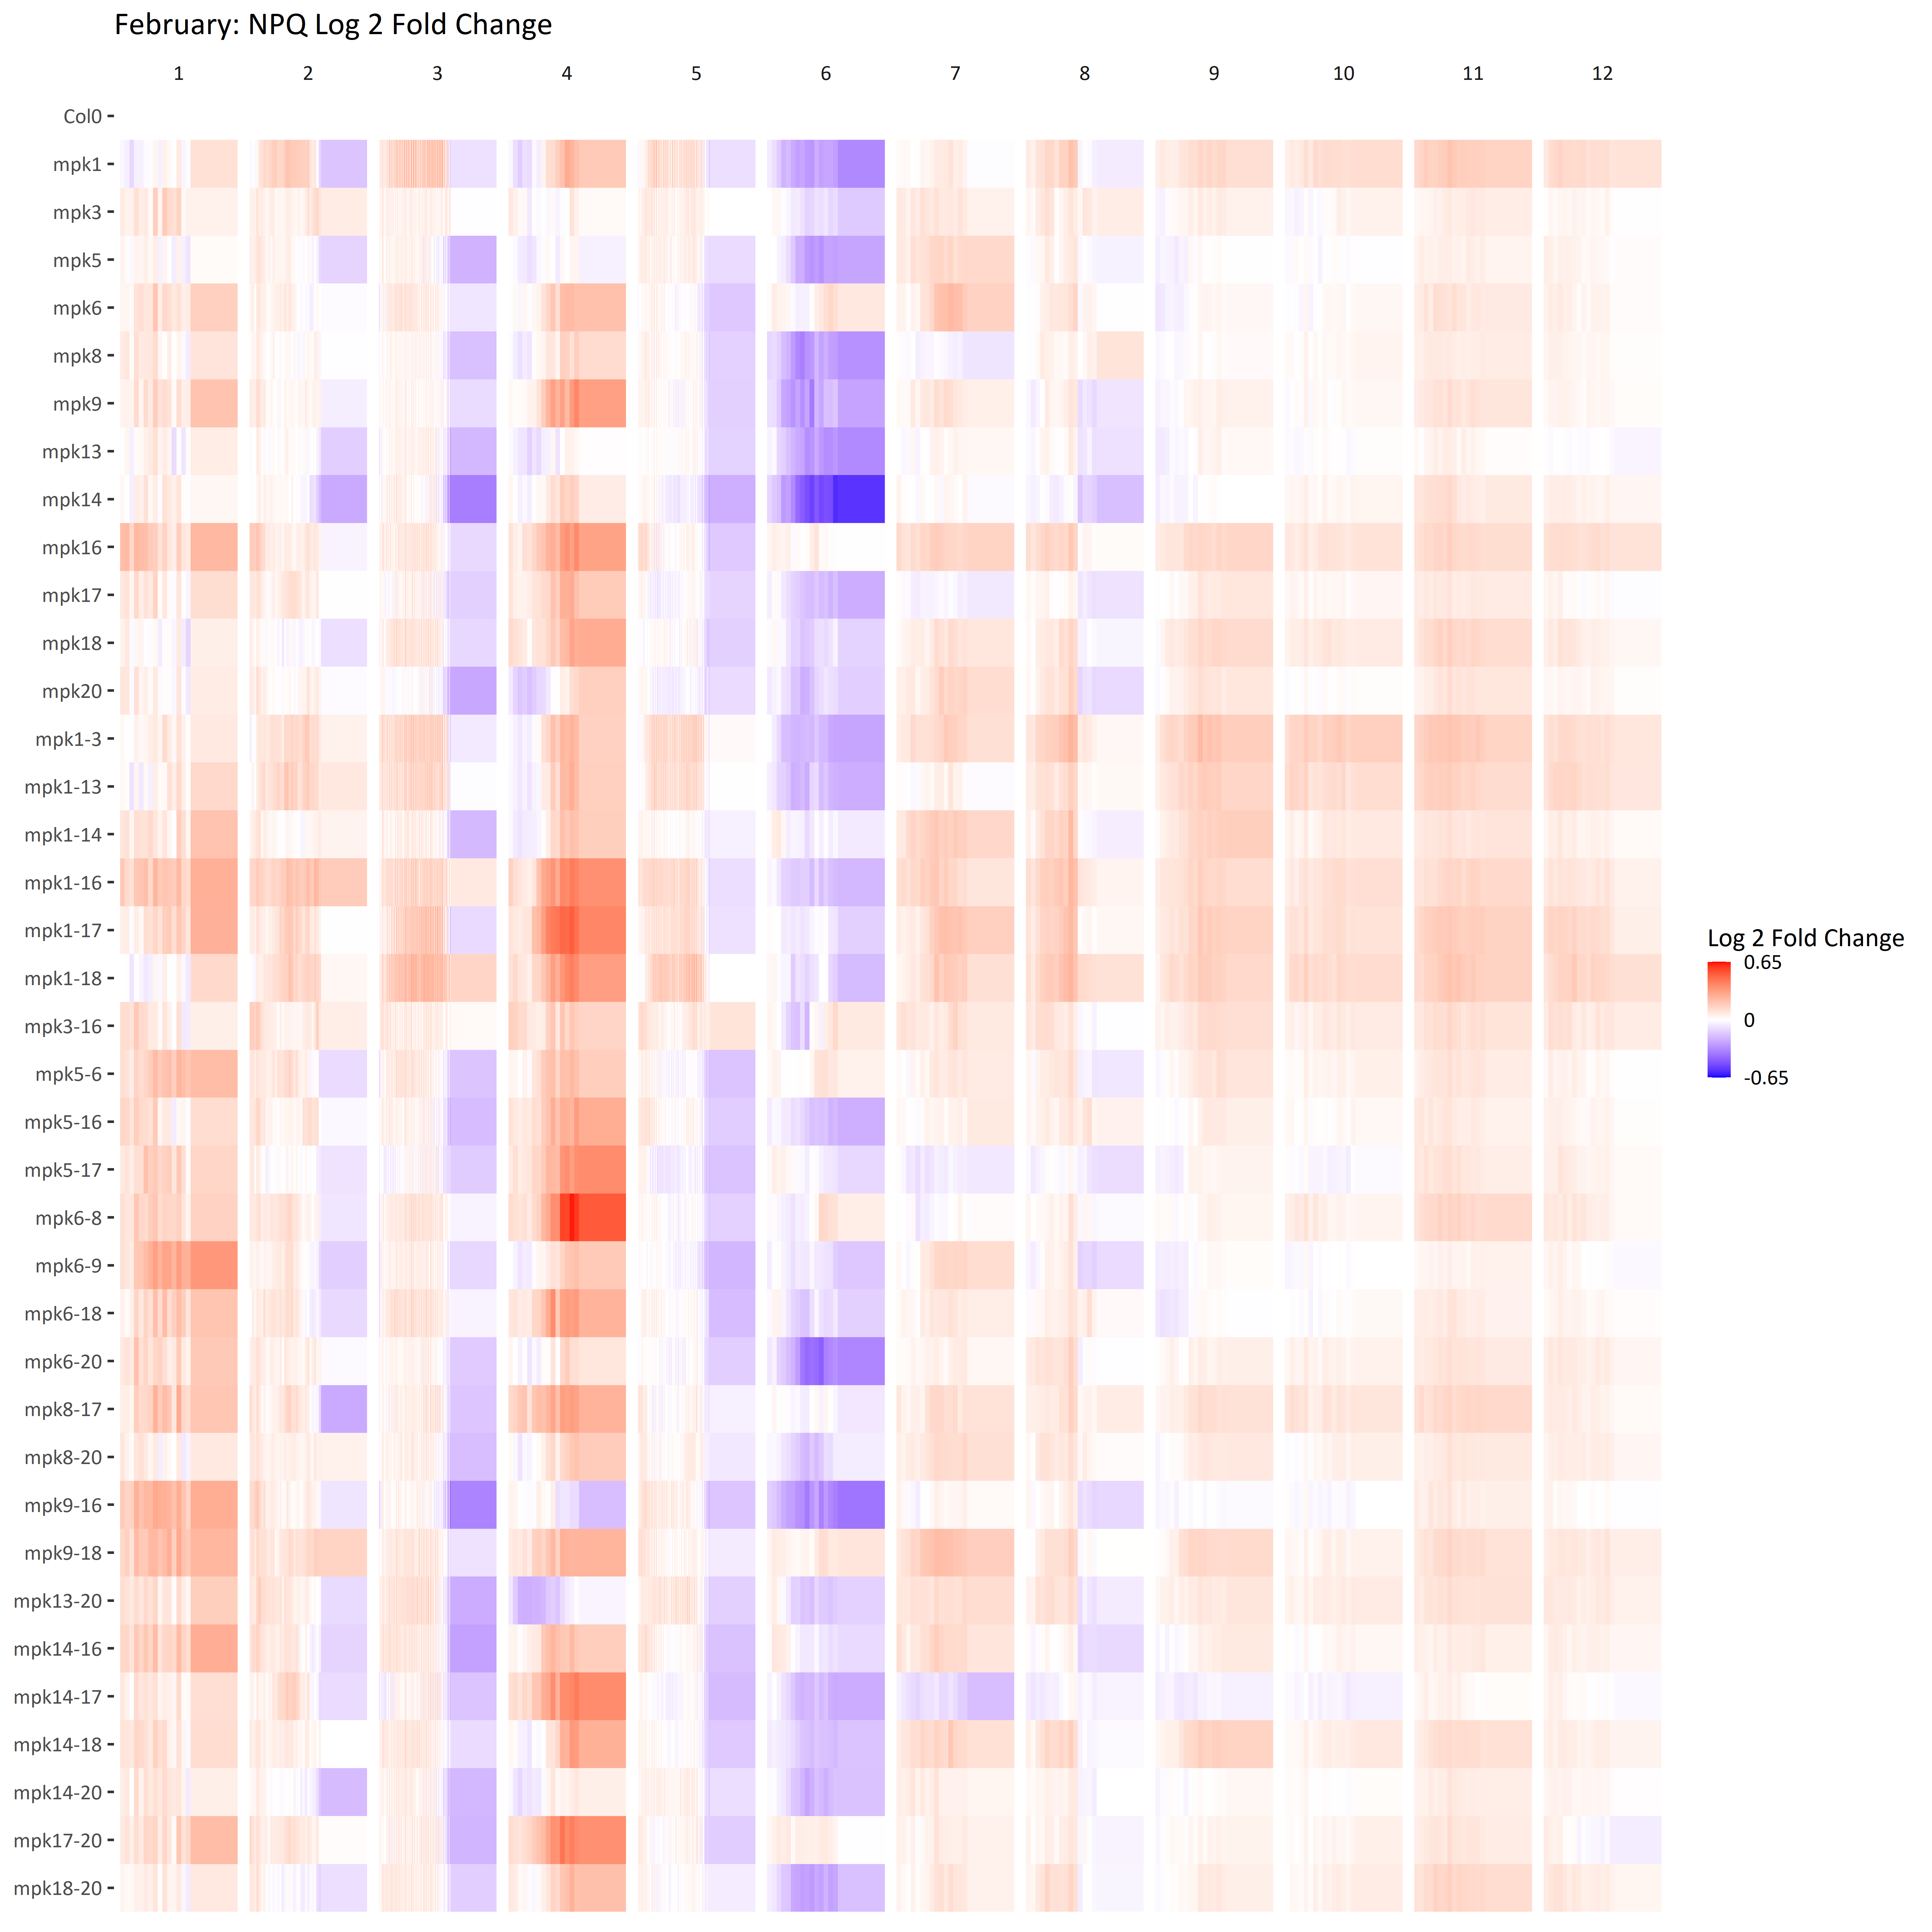 February: NPQ Log 2 Fold Change
1 2 3 4 5 6 7 8 9 10 11 12
Col0
mpk1
mpk3
mpk5
mpk6
mpk8
mpk9
mpk13
mpk14
mpk16
mpk17
mpk18
mpk20
mpk1-3
mpk1-13
mpk1-14
mpk1-16
mpk1-17
mpk1-18
mpk3-16
mpk5-6
mpk5-16
mpk5-17
mpk6-8
mpk6-9
mpk6-18
mpk6-20
mpk8-17
mpk8-20
mpk9-16
mpk9-18
mpk13-20
mpk14-16
mpk14-17
mpk14-18
mpk14-20
mpk17-20
mpk18-20
Log 2 Fold Change
0.65
0
-0.65